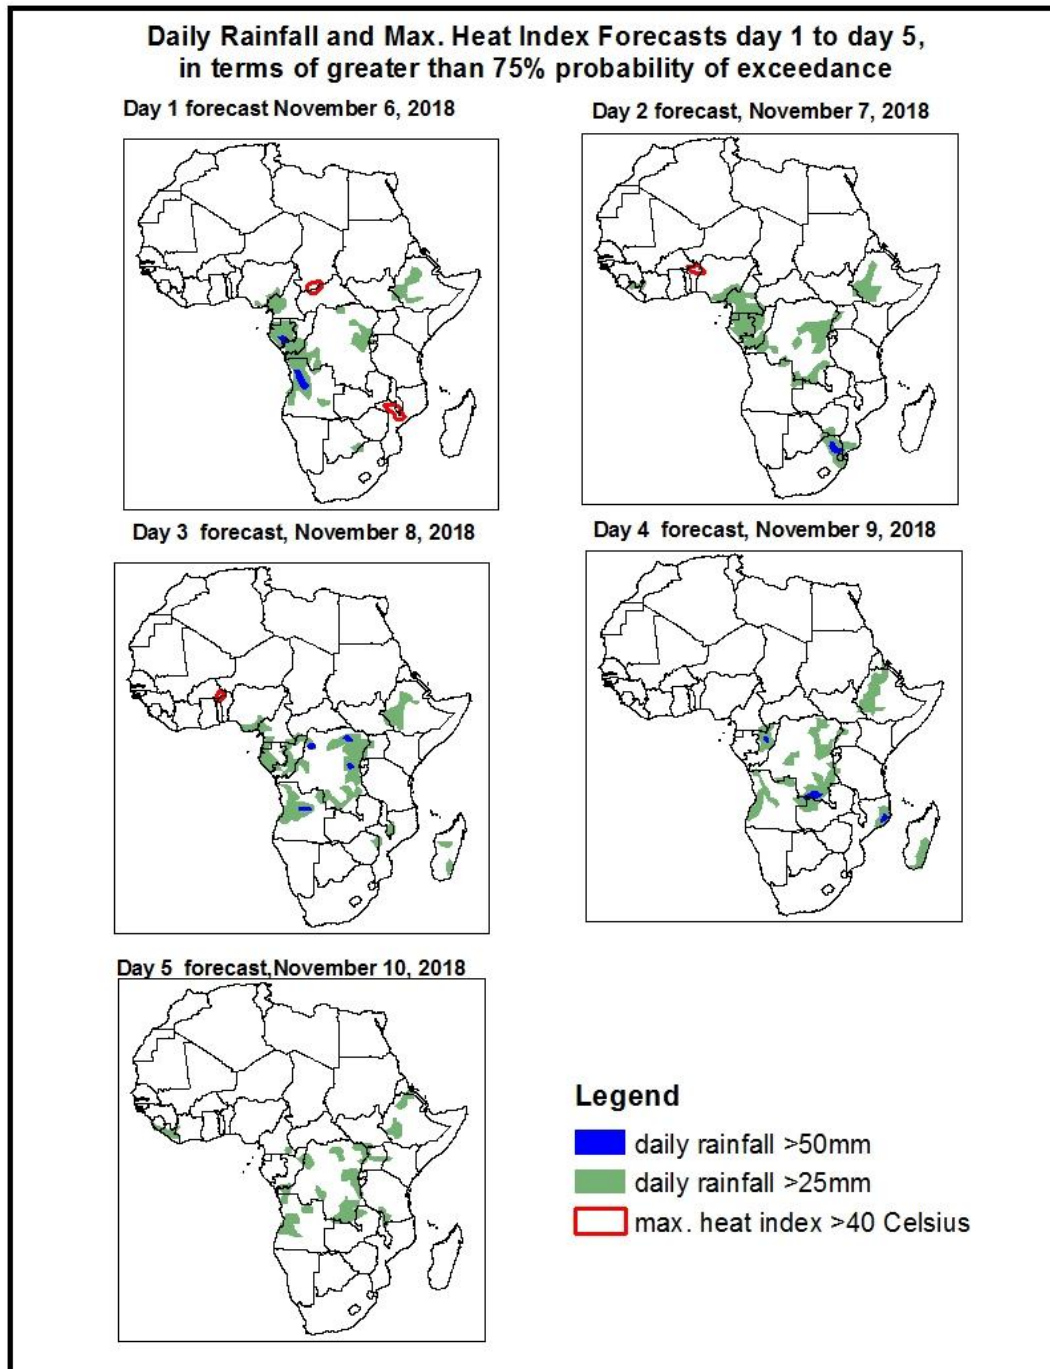 Daily Rainfall and Max. Heat Index Forecasts day 1 to day 5,
in terms of greater than 75% probability of exceedance
Day 1 forecast November 6, 2018
Day 2 forecast, November 7, 2018
Day 3  forecast, November 8, 2018
Day 4  forecast, November 9, 2018
Day 5  forecast,November 10, 2018
Legend
daily rainfall >50mm
daily rainfall >25mm
max. heat index >40 Celsius